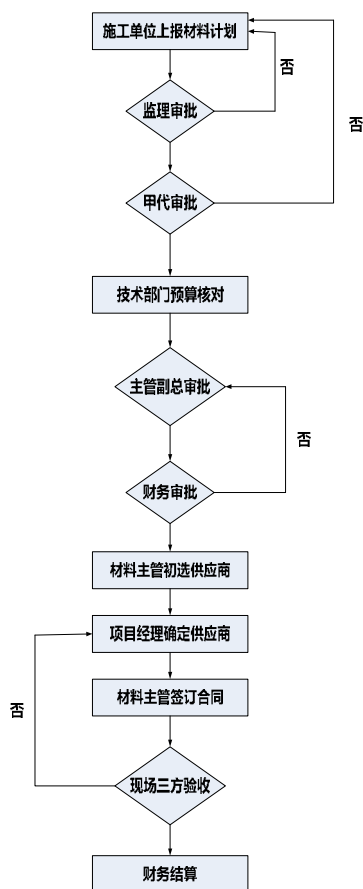 施工单位上报材料计划
否
监理审批
否
甲代审批
技术部门预算核对
主管副总审批
否
财务审批
材料主管初选供应商
项目经理确定供应商
材料主管签订合同
否
现场三方验收
财务结算